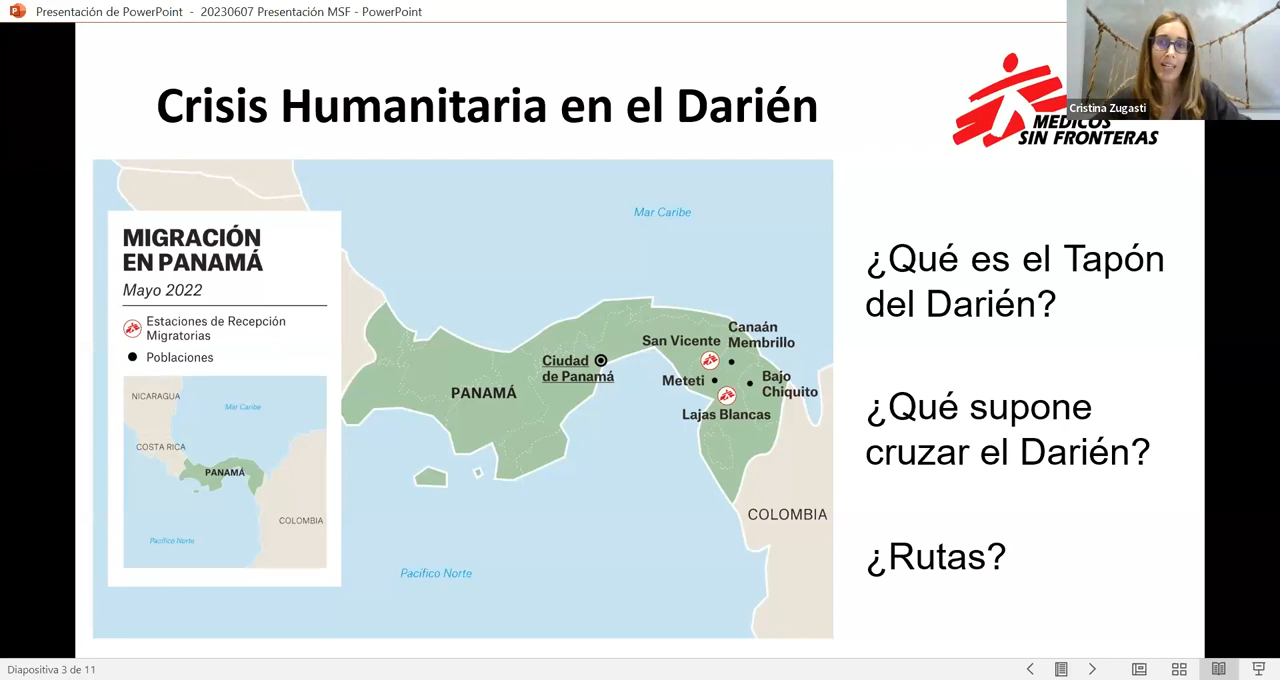 Presentación de PowerPoint - 20230607 Presentación MSF - PowerPoint
Cristina Zugasti
Crisis Humanitaria en el Darién
MEDICOS
SIN FRONTERAS
MIGRACIÓN
EN PANAMÁ
Mayo 2022
Estaciones de Recepción
Migratorias
Poblaciones
NICARAGUA
Mar Caribe
COSTA RICA
PANAMÁ
COLOMBIA
Pacífico Norte
Mar Caribe
Ciudad
de Panamá
PANAMÁ
San Vicente
Canaán
Membrillo
Meteti
Bajo
Chiquito
Lajas Blancas
COLOMBIA
Pacífico Norte
¿Qué es el Tapón
del Darién?
¿Qué supone
cruzar el Darién?
¿Rutas?
Diapositiva 3 de 11